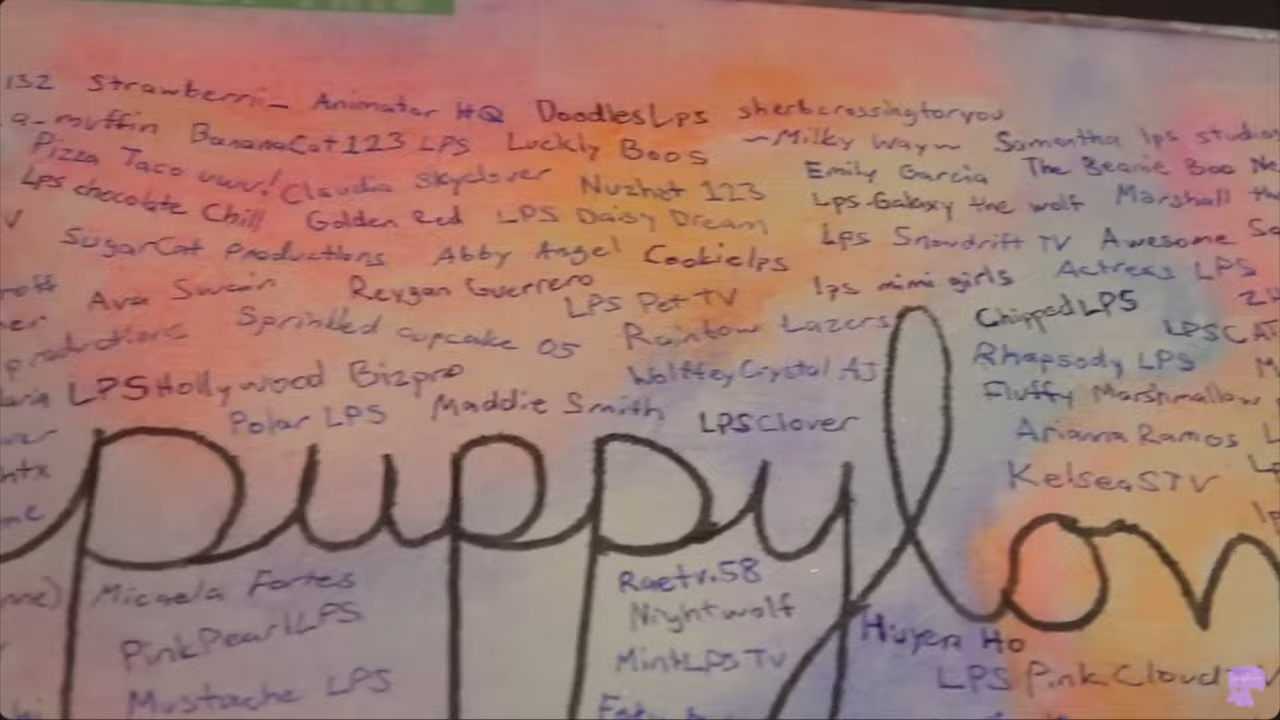 132 Strawberri_ Animator HQ DoodlesLps sherbcrossingforyou
a-muffin BananaCat123 LPS Luckly Boos ~Milky Way~ Samantha lps studios
Pizza Taco uwu! Claudia Skyclover Nuzhat 123 Emily Garcia The Beanie Boo
Lps chocolate Chill Golden Red LPS Daisy Dream Lps Galaxy the wolf Marshall
SugarCat Productions Abby Angel Cookielps Lps Snowdrift TV Awesome
Ava Swain Reygan Guerrero lps mimi girls Actress LPS
productions Sprinkled cupcake 05 LPS Pet TV Rainbow Lazers ChippedLPS
LPSHollywood Bizpro WolffeyCrystal AJ Rhapsody LPS
Polar LPS Maddie Smith LPSClover Fluffy Marshmallow
Arianna Ramos
KelseaSTV
puppylov
Micaela Fortes Raetv.58
PinkPearlLPS Nightwolf Huyen Ho
Mustache LPS MintLPSTV LPS PinkCloud